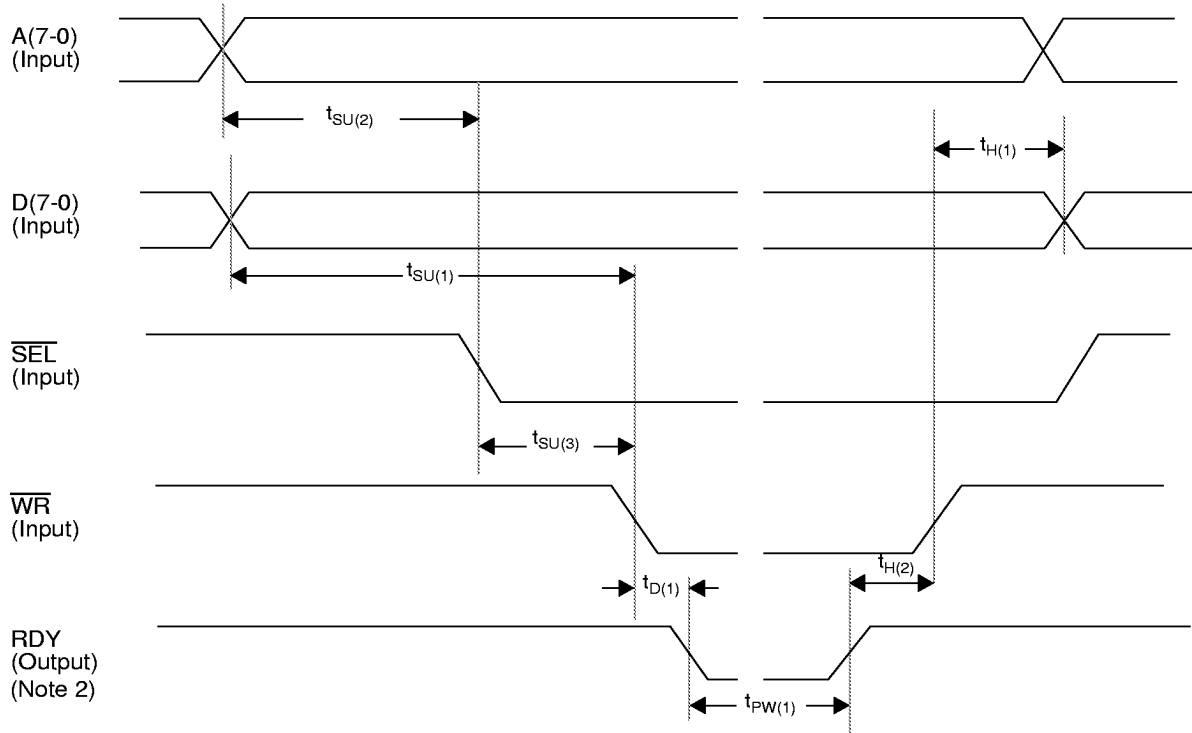 A(7-0)
(Input)
tSU(2)
tH(1)
D(7-0)
(Input)
tSU(1)
SEL
(Input)
tSU(3)
WR
(Input)
tH(2)
tD(1)
RDY
(Output)
(Note 2)
tPW(1)